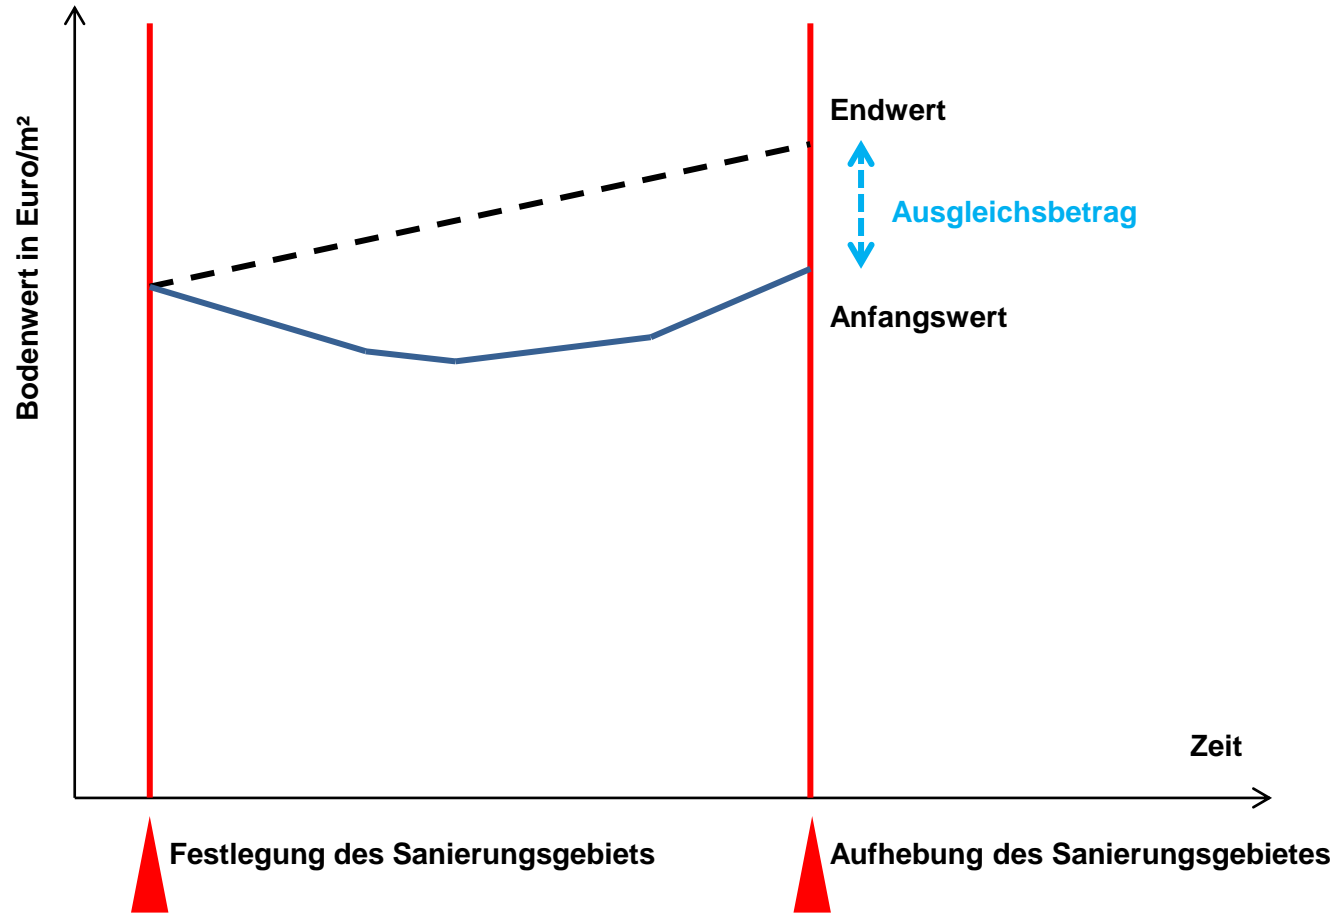 Bodenwert in Euro/m²
Endwert
Ausgleichsbetrag
Anfangswert
Zeit
Festlegung des Sanierungsgebiets
Aufhebung des Sanierungsgebietes